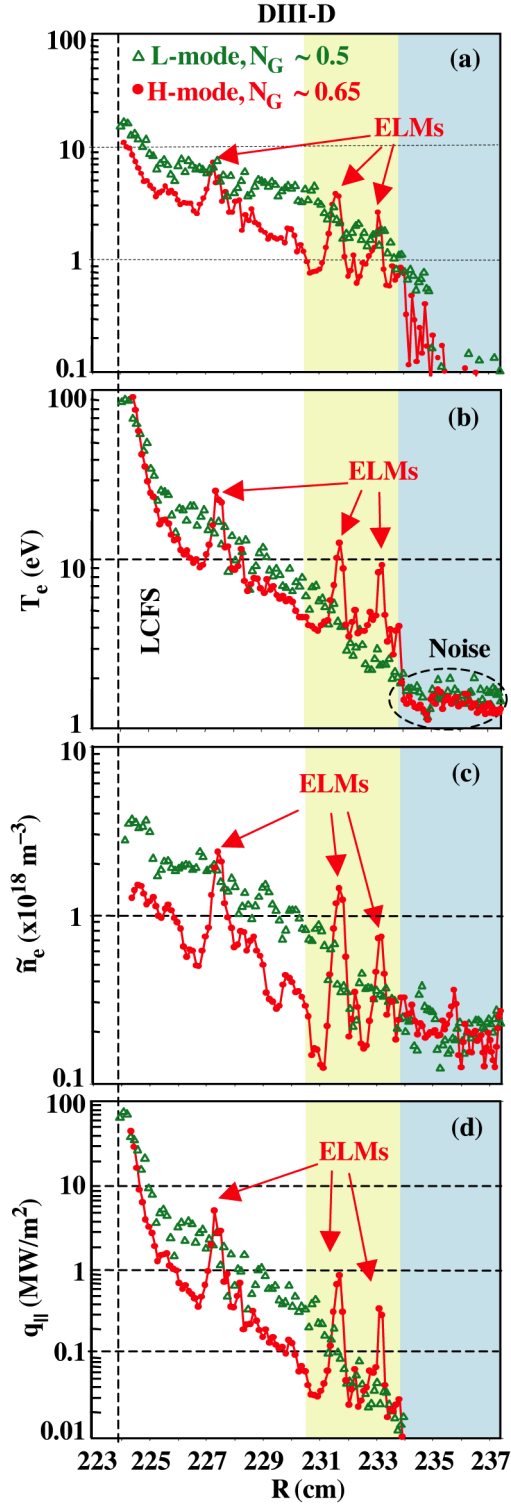 DIII-D
100
L-mode, N_G ~ 0.5
(a)
H-mode, N_G ~ 0.65
ELMs
10
1
0.1
100
(b)
ELMs
T_e (eV)
10
LCFS
Noise
1
10
(c)
ELMs
ñ_e (x10^18 m^−3)
1
0.1
100
(d)
ELMs
q_|| (MW/m^2)
10
1
0.1
0.01
223 225 227 229 231 233 235 237
R (cm)